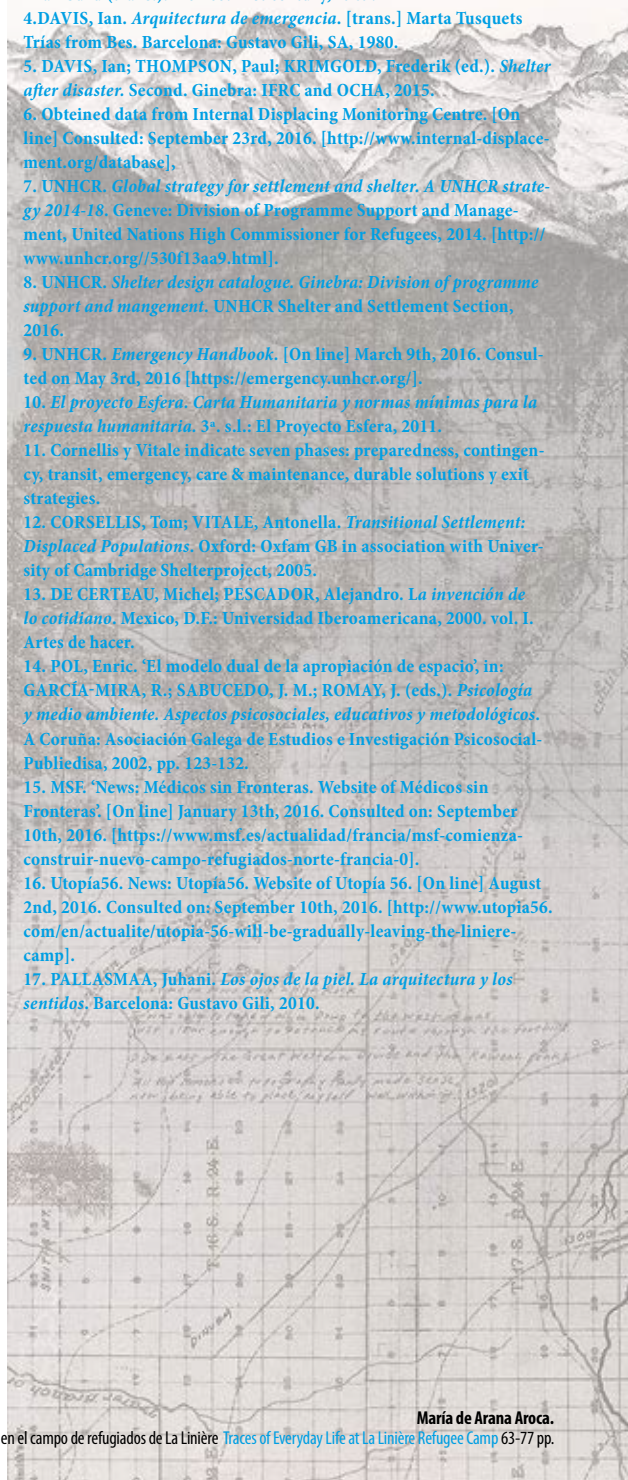 4.DAVIS, Ian. Arquitectura de emergencia. [trans.] Marta Tusquets
Trías from Bes. Barcelona: Gustavo Gili, SA, 1980.
5. DAVIS, Ian; THOMPSON, Paul; KRIMGOLD, Frederik (ed.). Shelter
after disaster. Second. Ginebra: IFRC and OCHA, 2015.
6. Obteined data from Internal Displacing Monitoring Centre. [On
line] Consulted: September 23rd, 2016. [http://www.internal-displace-
ment.org/database],
7. UNHCR. Global strategy for settlement and shelter. A UNHCR strate-
gy 2014-18. Geneve: Division of Programme Support and Manage-
ment, United Nations High Commissioner for Refugees, 2014. [http://
www.unhcr.org//530f13aa9.html].
8. UNHCR. Shelter design catalogue. Ginebra: Division of programme
support and mangement. UNHCR Shelter and Settlement Section,
2016.
9. UNHCR. Emergency Handbook. [On line] March 9th, 2016. Consul-
ted on May 3rd, 2016 [https://emergency.unhcr.org/].
10. El proyecto Esfera. Carta Humanitaria y normas mínimas para la
respuesta humanitaria. 3ª. s.l.: El Proyecto Esfera, 2011.
11. Cornellis y Vitale indicate seven phases: preparedness, contingen-
cy, transit, emergency, care & maintenance, durable solutions y exit
strategies.
12. CORSELLIS, Tom; VITALE, Antonella. Transitional Settlement:
Displaced Populations. Oxford: Oxfam GB in association with Univer-
sity of Cambridge Shelterproject, 2005.
13. DE CERTEAU, Michel; PESCADOR, Alejandro. La invención de
lo cotidiano. Mexico, D.F.: Universidad Iberoamericana, 2000. vol. I.
Artes de hacer.
14. POL, Enric. 'El modelo dual de la apropiación de espacio', in:
GARCÍA-MIRA, R.; SABUCEDO, J. M.; ROMAY, J. (eds.). Psicología
y medio ambiente. Aspectos psicosociales, educativos y metodológicos.
A Coruña: Asociación Galega de Estudios e Investigación Psicosocial-
Publiedisa, 2002, pp. 123-132.
15. MSF. 'News: Médicos sin Fronteras. Website of Médicos sin
Fronteras'. [On line] January 13th, 2016. Consulted on: September
10th, 2016. [https://www.msf.es/actualidad/francia/msf-comienza-
construir-nuevo-campo-refugiados-norte-francia-0].
16. Utopía56. News: Utopia56. Website of Utopía 56. [On line] August
2nd, 2016. Consulted on: September 10th, 2016. [http://www.utopia56.
com/en/actualite/utopia-56-will-be-gradually-leaving-the-liniere-
camp].
17. PALLASMAA, Juhani. Los ojos de la piel. La arquitectura y los
sentidos. Barcelona: Gustavo Gili, 2010.
T.16-S. R.24 E.
T.17-S. R.24 E.
María de Arana Aroca.
en el campo de refugiados de La Linière Traces of Everyday Life at La Linière Refugee Camp 63-77 pp.